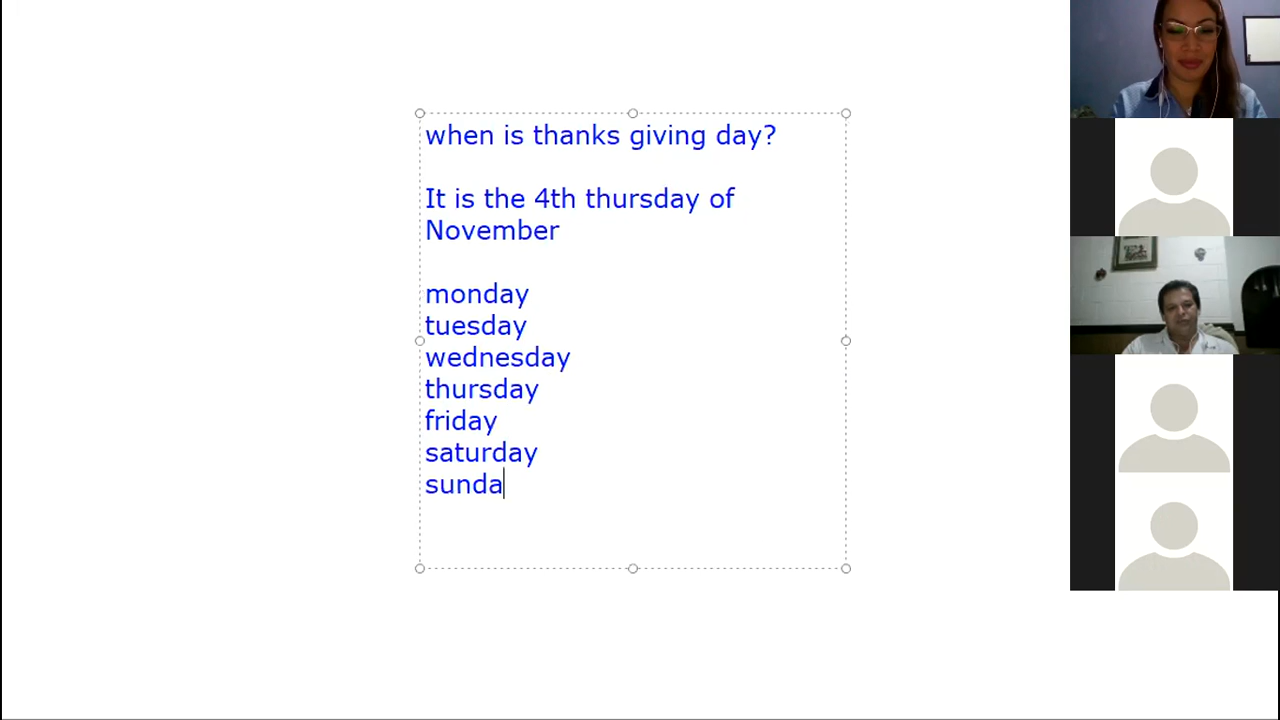 when is thanks giving day?
It is the 4th thursday of
November
monday
tuesday
wednesday
thursday
friday
saturday
sunda